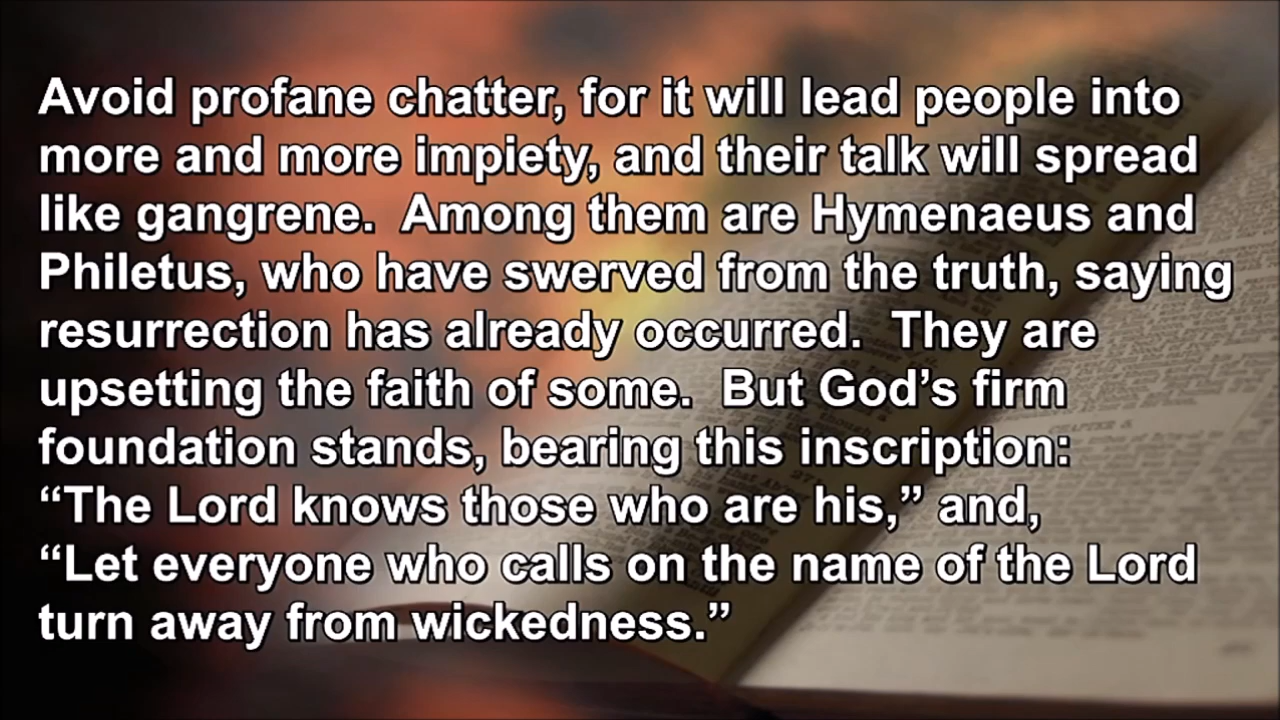 Avoid profane chatter, for it will lead people into
more and more impiety, and their talk will spread
like gangrene.  Among them are Hymenaeus and
Philetus, who have swerved from the truth, saying
resurrection has already occurred.  They are
upsetting the faith of some.  But God’s firm
foundation stands, bearing this inscription:
“The Lord knows those who are his,” and,
“Let everyone who calls on the name of the Lord
turn away from wickedness.”